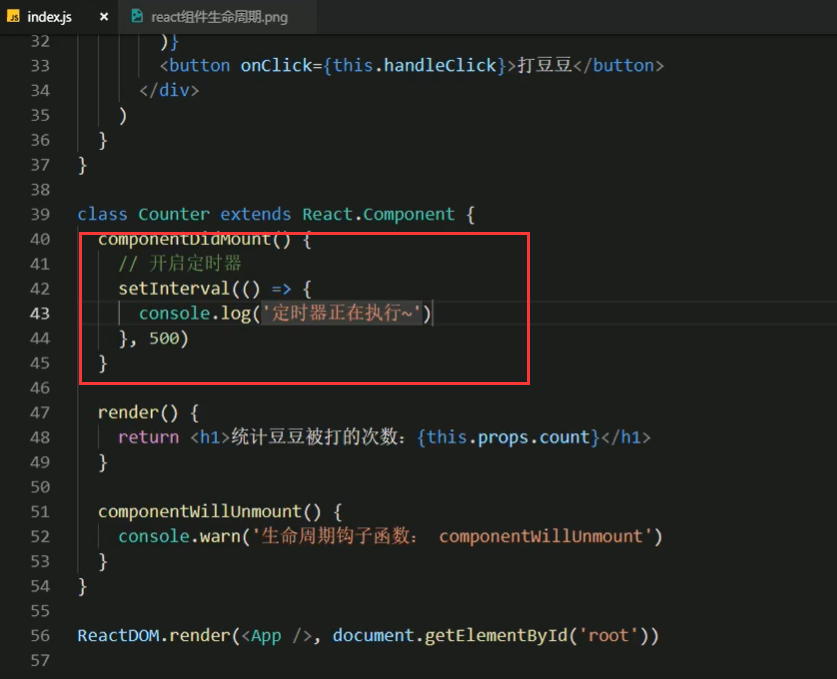 JS index.js × react组件生命周期.png
32 )}
33 <button onClick={this.handleClick}>打豆豆</button>
34 </div>
35 )
36 }
37 }
38
39 class Counter extends React.Component {
40 componentDidMount() {
41 // 开启定时器
42 setInterval(() => {
43 console.log('定时器正在执行~')
44 }, 500)
45 }
46
47 render() {
48 return <h1>统计豆豆被打的次数：{this.props.count}</h1>
49 }
50
51 componentWillUnmount() {
52 console.warn('生命周期钩子函数： componentWillUnmount')
53 }
54 }
55
56 ReactDOM.render(<App />, document.getElementById('root'))
57